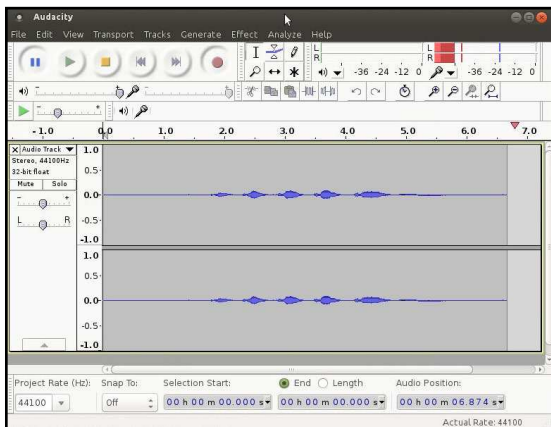 Audacity
File Edit View Transport Tracks Generate Effect Analyze Help
L
R
-36 -24 -12 0
L
R
-36 -24 -12 0
- +
- 1.0 0.0 1.0 2.0 3.0 4.0 5.0 6.0 7.0
X Audio Track
Stereo, 44100Hz
32-bit float
Mute Solo
- +
L R
1.0
0.5
0.0
-0.5
-1.0
1.0
0.5
0.0
-0.5
-1.0
Project Rate (Hz): Snap To: Selection Start: End Length Audio Position:
44100 Off 00 h 00 m 00.000 s 00 h 00 m 00.000 s 00 h 00 m 06.874 s
Actual Rate: 44100